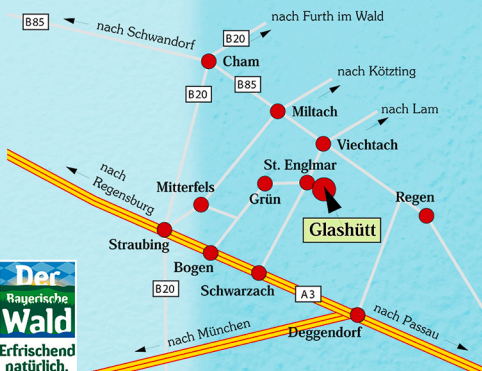 nach Furth im Wald
B85
nach Schwandorf
B20
Cham
nach Kötzting
B20
B85
nach Lam
Miltach
Viechtach
St. Englmar
nach
Regensburg
Mitterfels
Grün
Regen
Glashütt
Straubing
Bogen
Schwarzach
Der
Bayerische
Wald
Erfrischend
natürlich.
B20
A3
nach München
Deggendorf
nach Passau